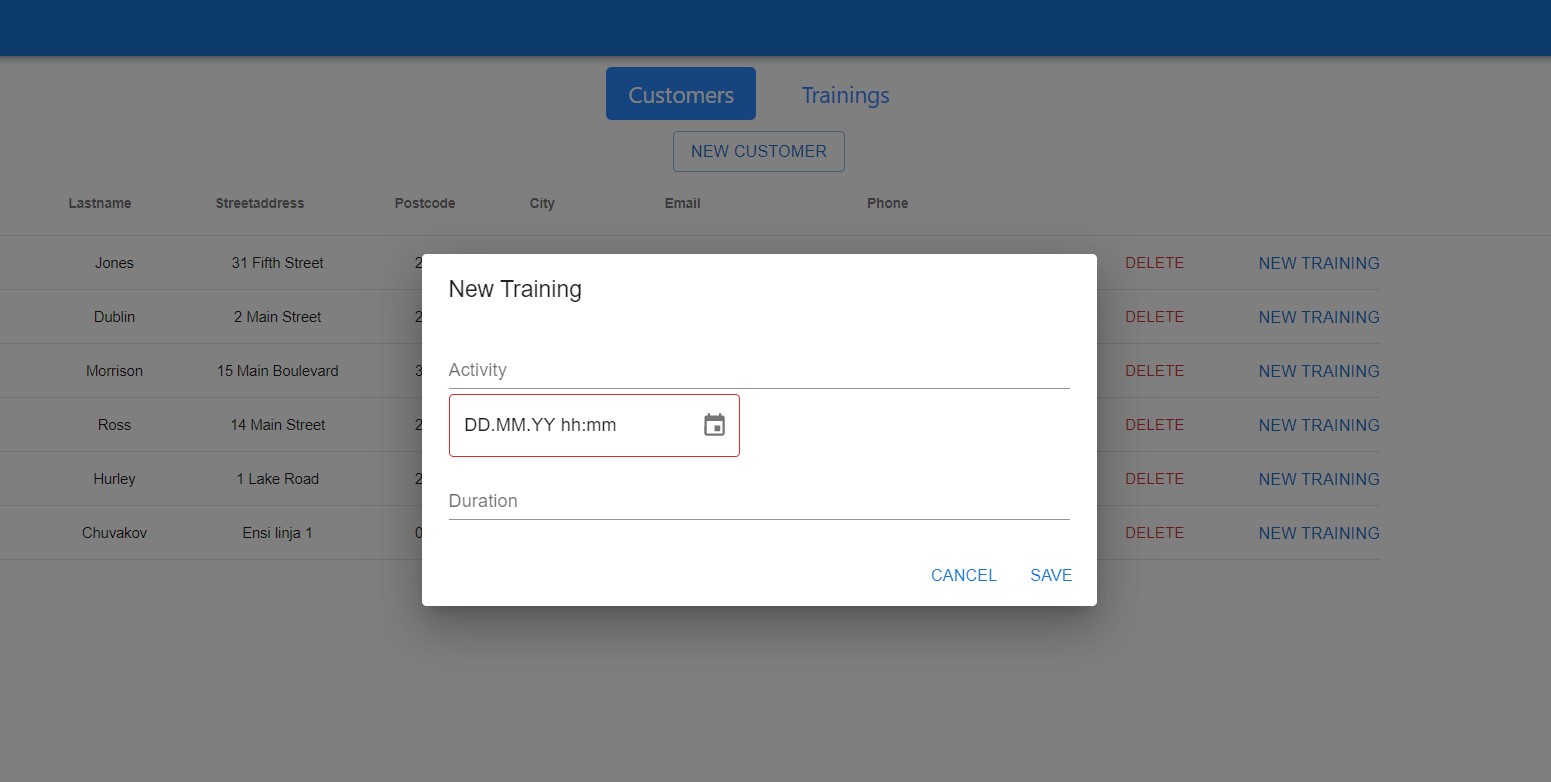 Customers Trainings
NEW CUSTOMER
Lastname Streetaddress Postcode City Email Phone
Jones 31 Fifth Street 2 DELETE NEW TRAINING
Dublin 2 Main Street 2 DELETE NEW TRAINING
Morrison 15 Main Boulevard 3 DELETE NEW TRAINING
Ross 14 Main Street 2 DELETE NEW TRAINING
Hurley 1 Lake Road 2 DELETE NEW TRAINING
Chuvakov Ensi linja 1 0 DELETE NEW TRAINING
New Training
Activity
DD.MM.YY hh:mm
Duration
CANCEL SAVE